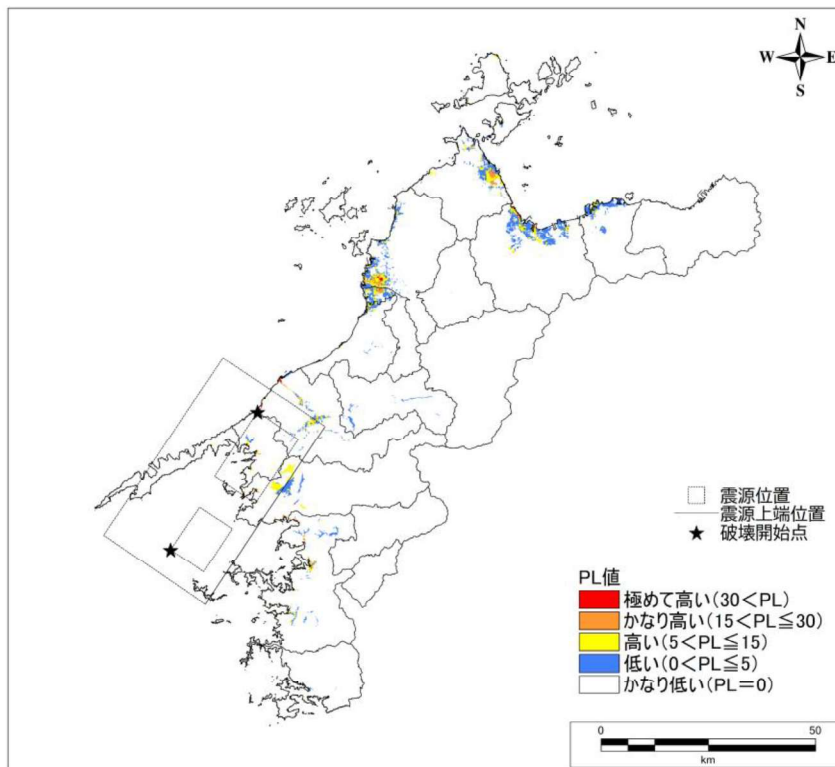 N
W E
S
震源位置
震源上端位置
破壊開始点
PL値
極めて高い(30<PL)
かなり高い(15<PL≦30)
高い(5<PL≦15)
低い(0<PL≦5)
かなり低い(PL=0)
0 50
km